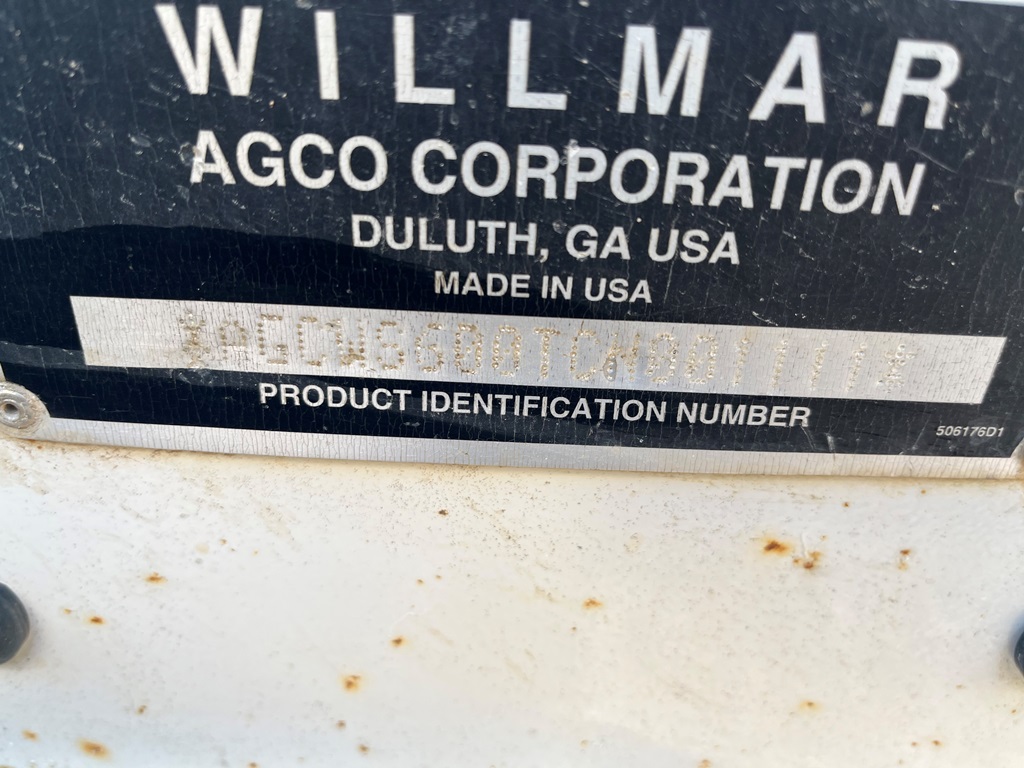 WILLMAR
AGCO CORPORATION
DULUTH, GA USA
MADE IN USA
PRODUCT IDENTIFICATION NUMBER
506176D1